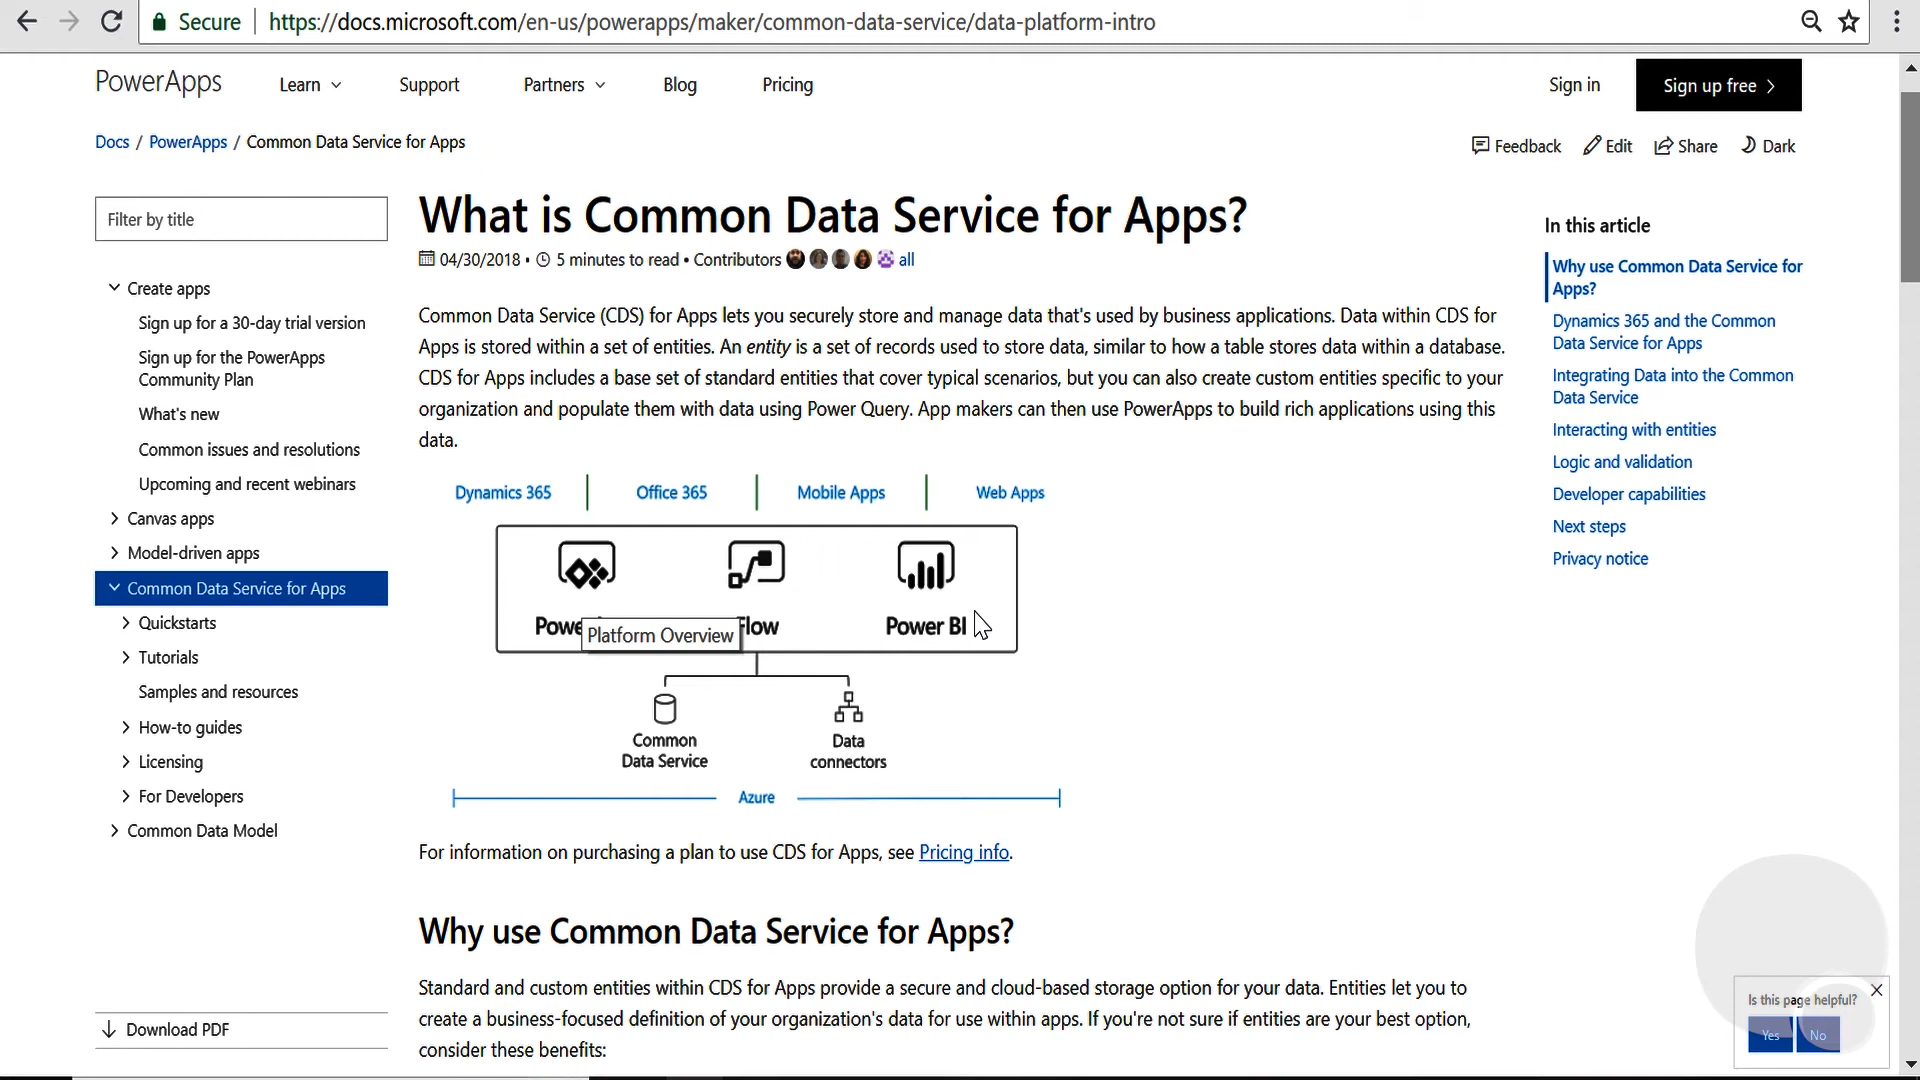 Secure
https://docs.microsoft.com/en-us/powerapps/maker/common-data-service/data-platform-intro
PowerApps
Learn
Support
Partners
Blog
Pricing
Sign in
Sign up free
Docs / PowerApps / Common Data Service for Apps
Feedback
Edit
Share
Dark
Filter by title
Create apps
Sign up for a 30-day trial version
Sign up for the PowerApps
Community Plan
What's new
Common issues and resolutions
Upcoming and recent webinars
Canvas apps
Model-driven apps
Common Data Service for Apps
Quickstarts
Tutorials
Samples and resources
How-to guides
Licensing
For Developers
Common Data Model
Download PDF
What is Common Data Service for Apps?
04/30/2018 • 5 minutes to read • Contributors all
Common Data Service (CDS) for Apps lets you securely store and manage data that's used by business applications. Data within CDS for
Apps is stored within a set of entities. An entity is a set of records used to store data, similar to how a table stores data within a database.
CDS for Apps includes a base set of standard entities that cover typical scenarios, but you can also create custom entities specific to your
organization and populate them with data using Power Query. App makers can then use PowerApps to build rich applications using this
data.
Dynamics 365
Office 365
Mobile Apps
Web Apps
Platform Overview
Flow
Power BI
Common
Data Service
Data
connectors
Azure
For information on purchasing a plan to use CDS for Apps, see Pricing info.
Why use Common Data Service for Apps?
Standard and custom entities within CDS for Apps provide a secure and cloud-based storage option for your data. Entities let you to
create a business-focused definition of your organization's data for use within apps. If you're not sure if entities are your best option,
consider these benefits:
In this article
Why use Common Data Service for
Apps?
Dynamics 365 and the Common
Data Service for Apps
Integrating Data into the Common
Data Service
Interacting with entities
Logic and validation
Developer capabilities
Next steps
Privacy notice
Is this page helpful?
Yes
No